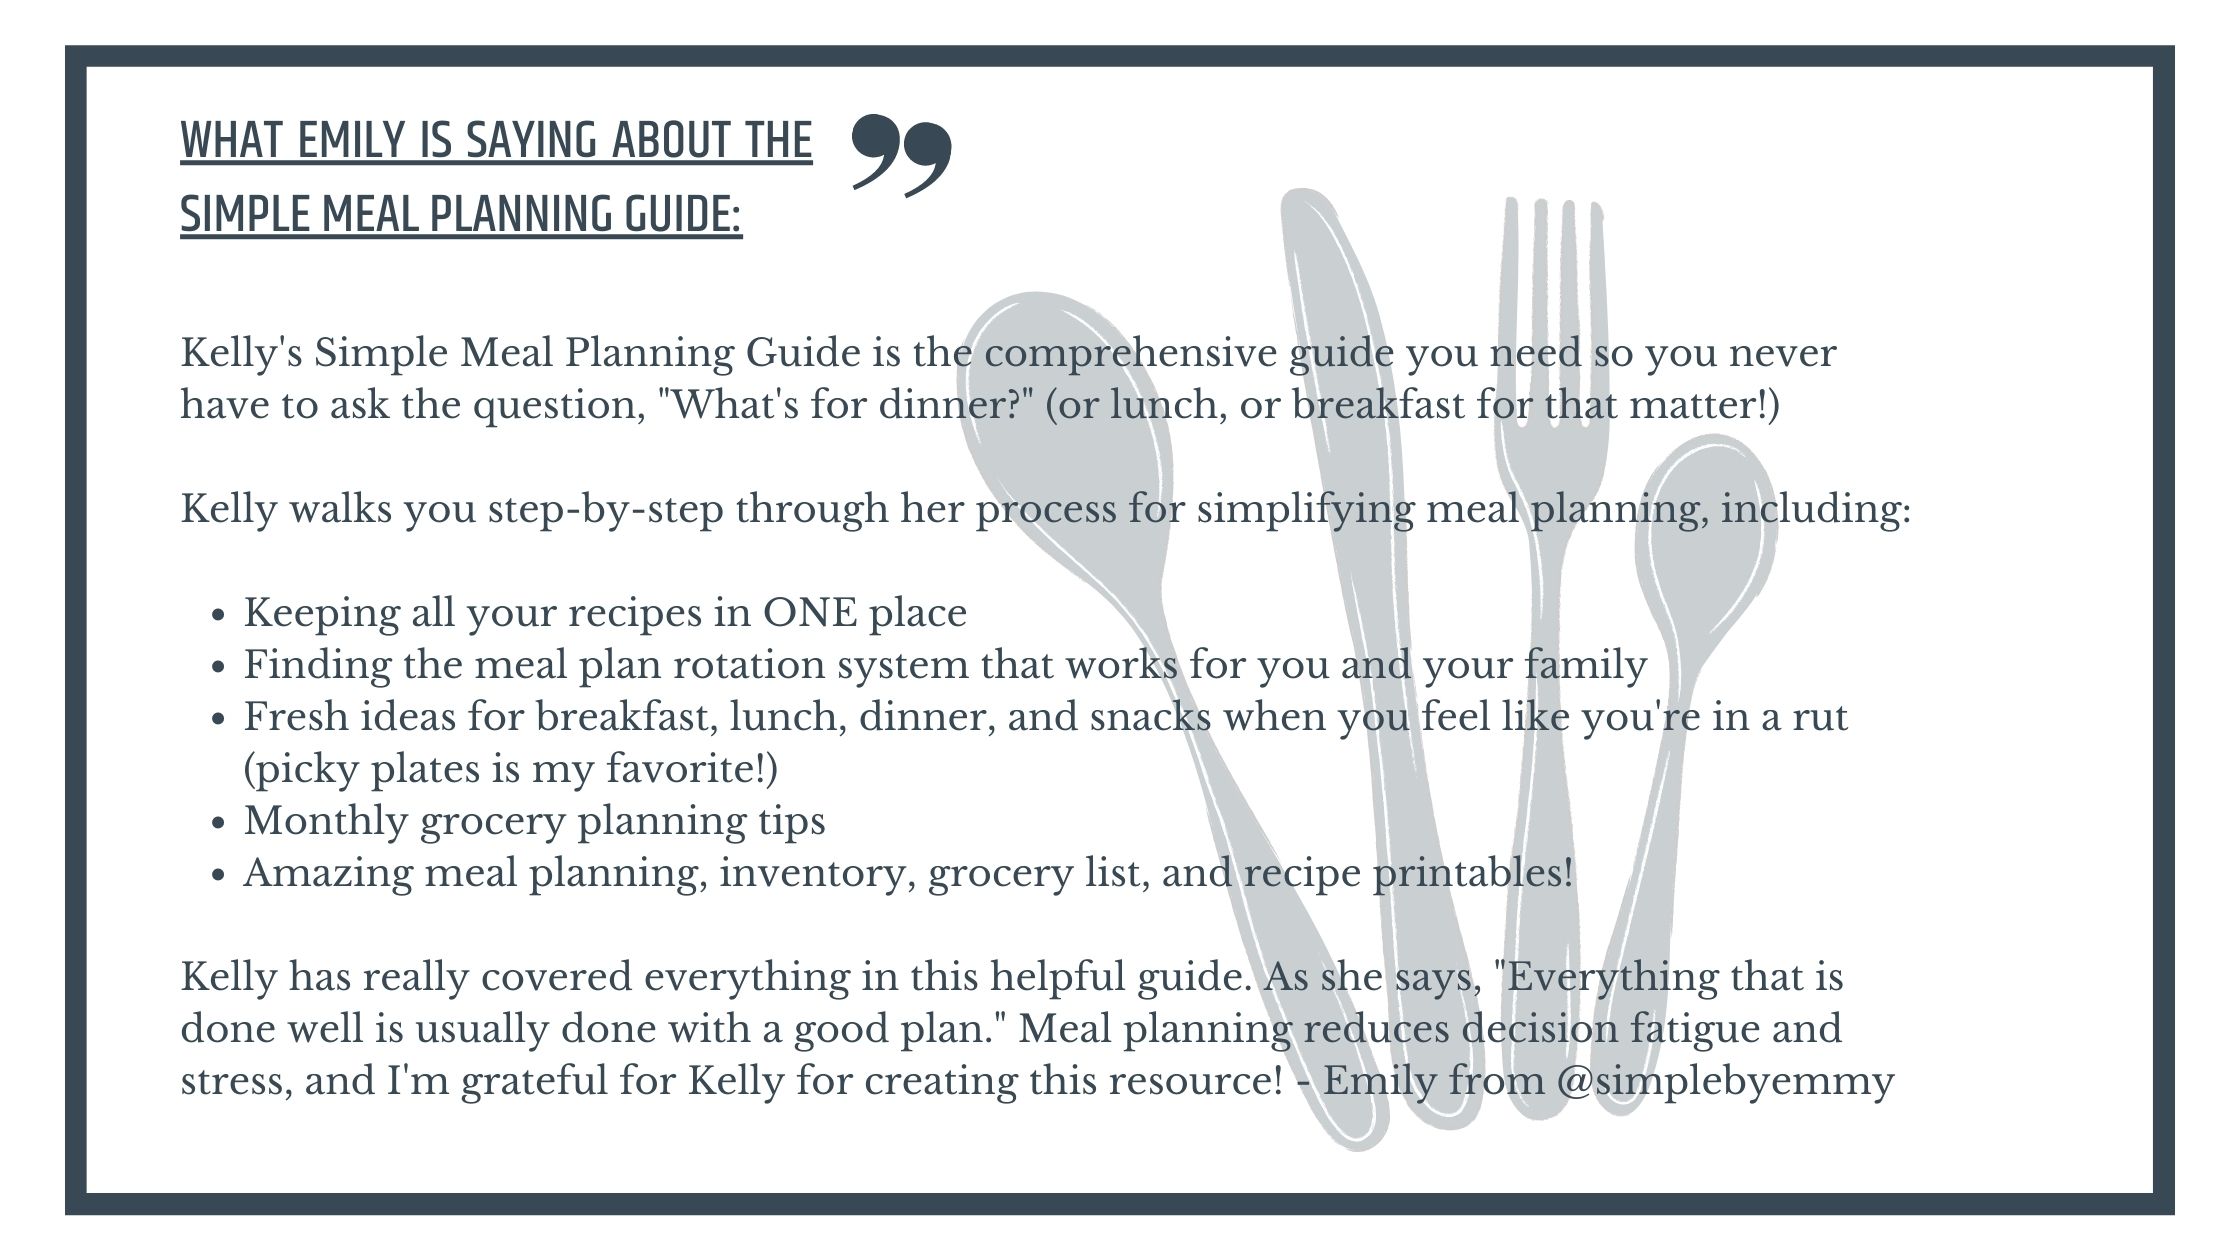 WHAT EMILY IS SAYING ABOUT THE
SIMPLE MEAL PLANNING GUIDE:
Kelly's Simple Meal Planning Guide is the comprehensive guide you need so you never
have to ask the question, "What's for dinner?" (or lunch, or breakfast for that matter!)
Kelly walks you step-by-step through her process for simplifying meal planning, including:
• Keeping all your recipes in ONE place
• Finding the meal plan rotation system that works for you and your family
• Fresh ideas for breakfast, lunch, dinner, and snacks when you feel like you're in a rut
(picky plates is my favorite!)
• Monthly grocery planning tips
• Amazing meal planning, inventory, grocery list, and recipe printables!
Kelly has really covered everything in this helpful guide. As she says, "Everything that is
done well is usually done with a good plan." Meal planning reduces decision fatigue and
stress, and I'm grateful for Kelly for creating this resource! - Emily from @simplebyemmy